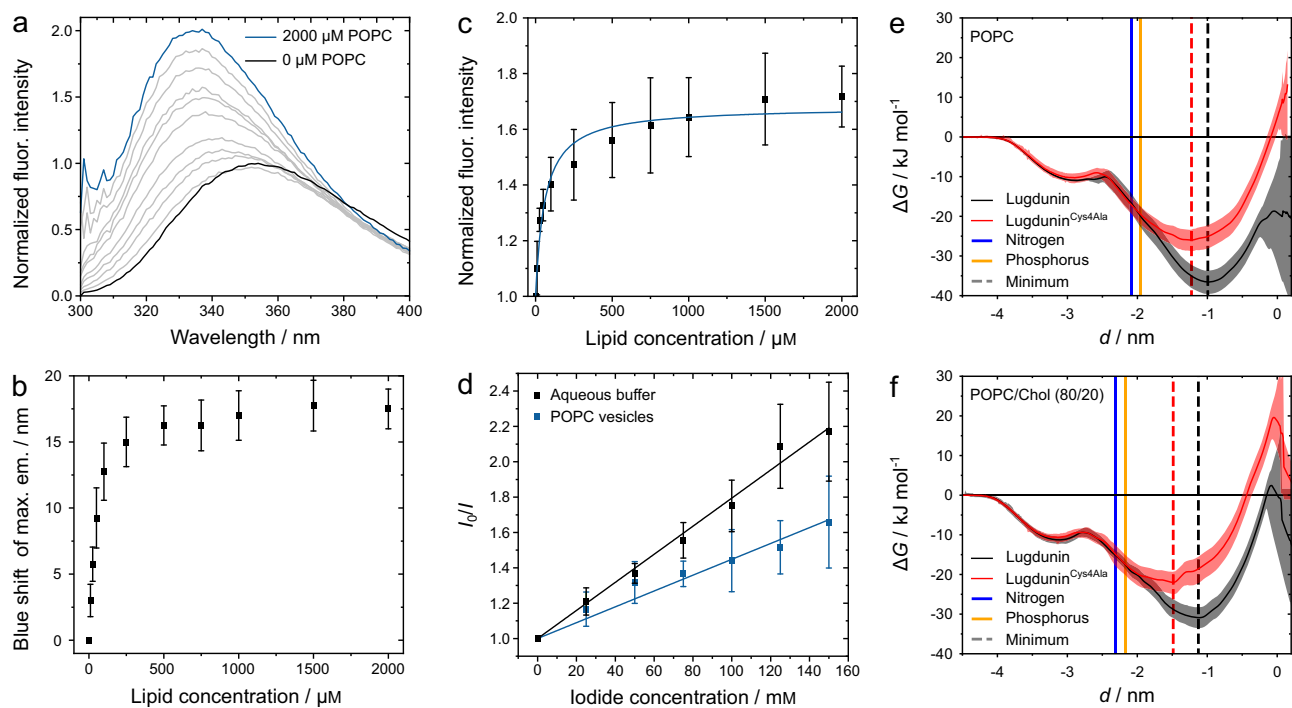 a
2.0
1.5
1.0
0.5
0.0
Normalized fluor. intensity
2000 µM POPC
0 µM POPC
300 320 340 360 380 400
Wavelength / nm
b
20
15
10
5
0
Blue shift of max. em. / nm
0 500 1000 1500 2000
Lipid concentration / µM
c
2.0
1.8
1.6
1.4
1.2
1.0
Normalized fluor. intensity
0 500 1000 1500 2000
Lipid concentration / µM
d
2.4
2.2
2.0
1.8
1.6
1.4
1.2
1.0
I0/I
Aqueous buffer
POPC vesicles
0 20 40 60 80 100 120 140 160
Iodide concentration / mM
e
30
20
10
0
-10
-20
-30
-40
ΔG / kJ mol⁻¹
POPC
Lugdunin
Lugdunin^Cys4Ala
Nitrogen
Phosphorus
Minimum
-4 -3 -2 -1 0
d / nm
f
30
20
10
0
-10
-20
-30
-40
ΔG / kJ mol⁻¹
POPC/Chol (80/20)
Lugdunin
Lugdunin^Cys4Ala
Nitrogen
Phosphorus
Minimum
-4 -3 -2 -1 0
d / nm